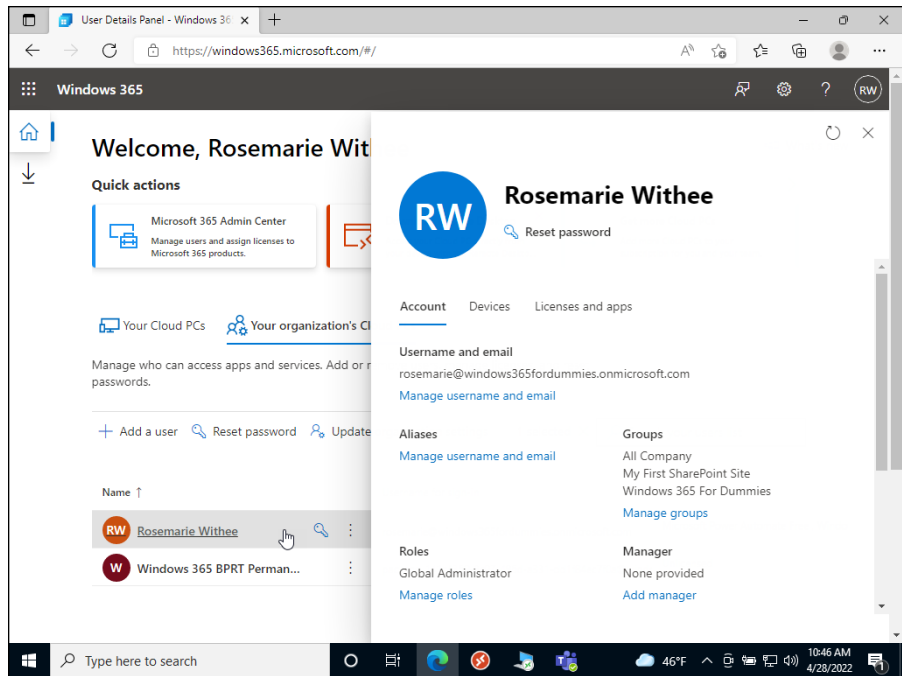 User Details Panel - Windows 36
https://windows365.microsoft.com/#/
Windows 365
RW
Welcome, Rosemarie Wit
Quick actions
Microsoft 365 Admin Center
Manage users and assign licenses to
Microsoft 365 products.
Your Cloud PCs
Your organization's Cl
Manage who can access apps and services. Add or r
passwords.
Add a user
Reset password
Update
Name ↑
RW
Rosemarie Withee
W
Windows 365 BPRT Perman...
RW
Rosemarie Withee
Reset password
Account
Devices
Licenses and apps
Username and email
rosemarie@windows365fordummies.onmicrosoft.com
Manage username and email
Aliases
Manage username and email
Groups
All Company
My First SharePoint Site
Windows 365 For Dummies
Manage groups
Roles
Global Administrator
Manage roles
Manager
None provided
Add manager
Type here to search
46°F
10:46 AM
4/28/2022
1